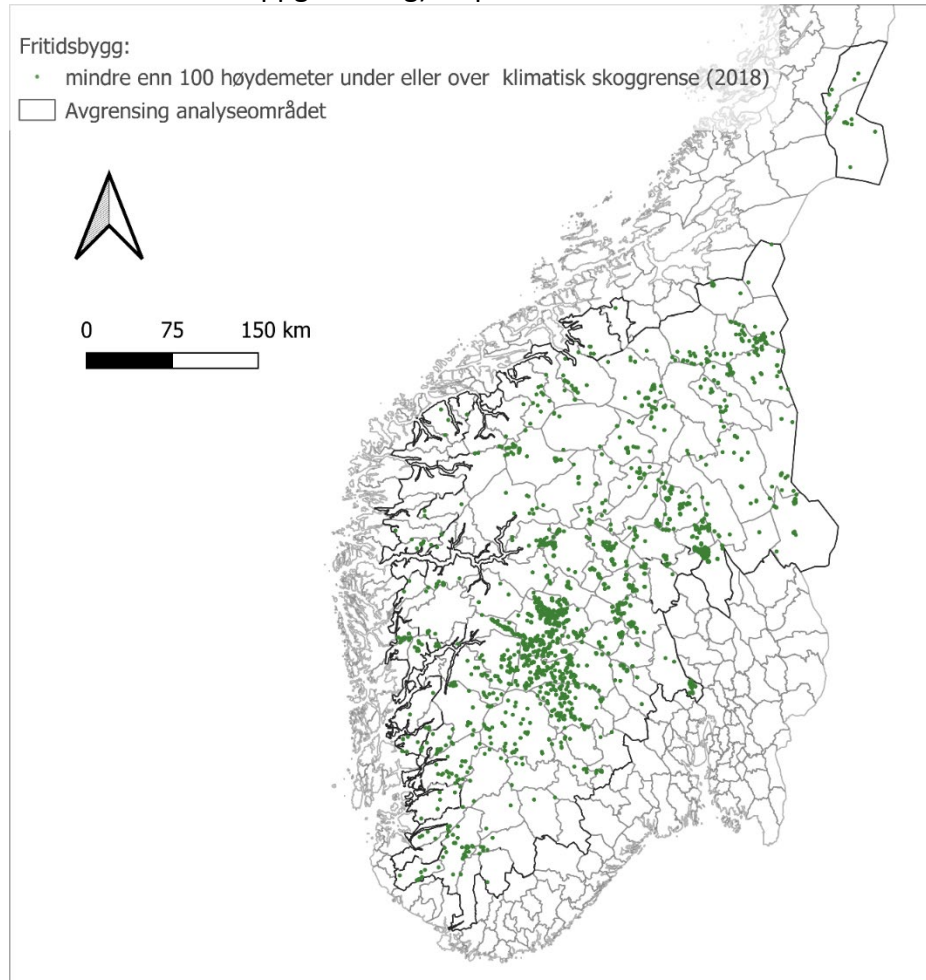 Fritidsbygg:
mindre enn 100 høydemeter under eller over klimatisk skoggrense (2018)
Avgrensing analyseområdet
0 75 150 km